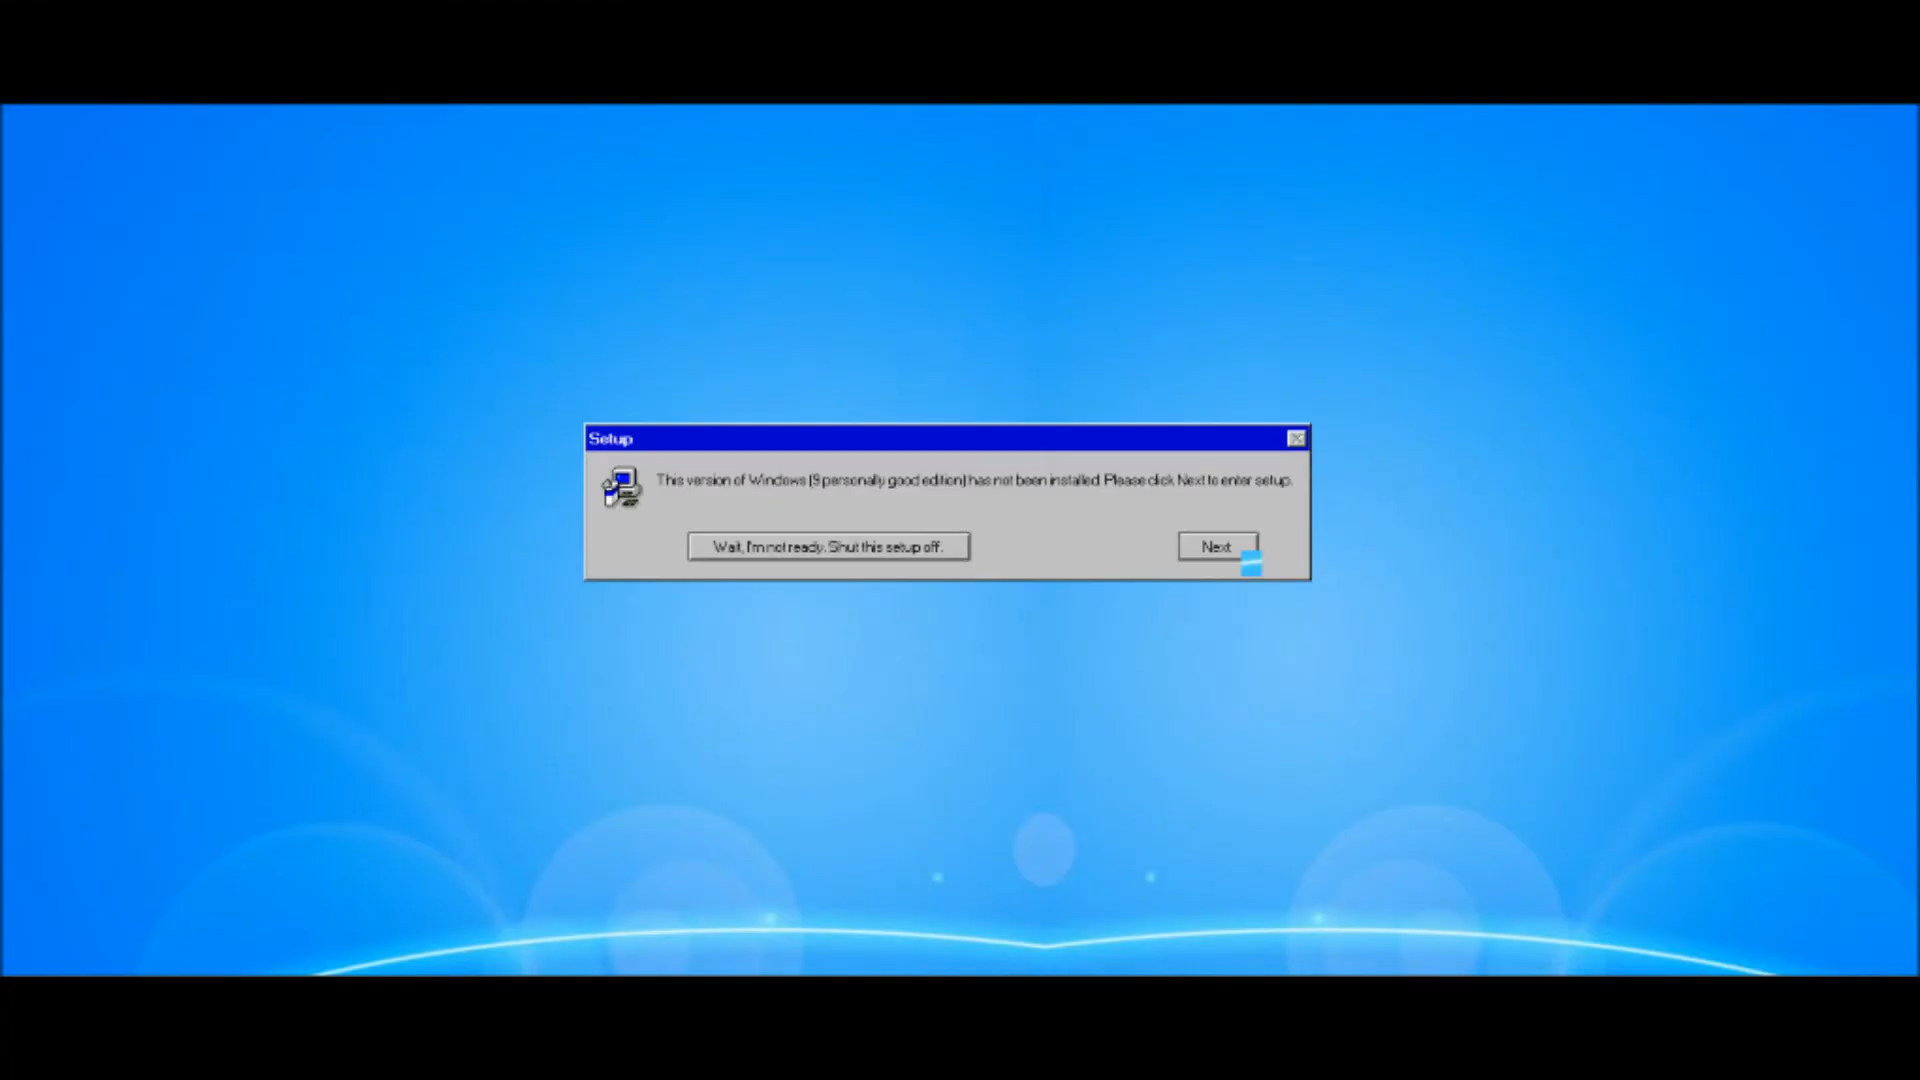 Setup
This version of Windows (9 personally good edition) has not been installed. Please click Next to enter setup.
Wait, I'm not ready. Shut this setup off.
Next